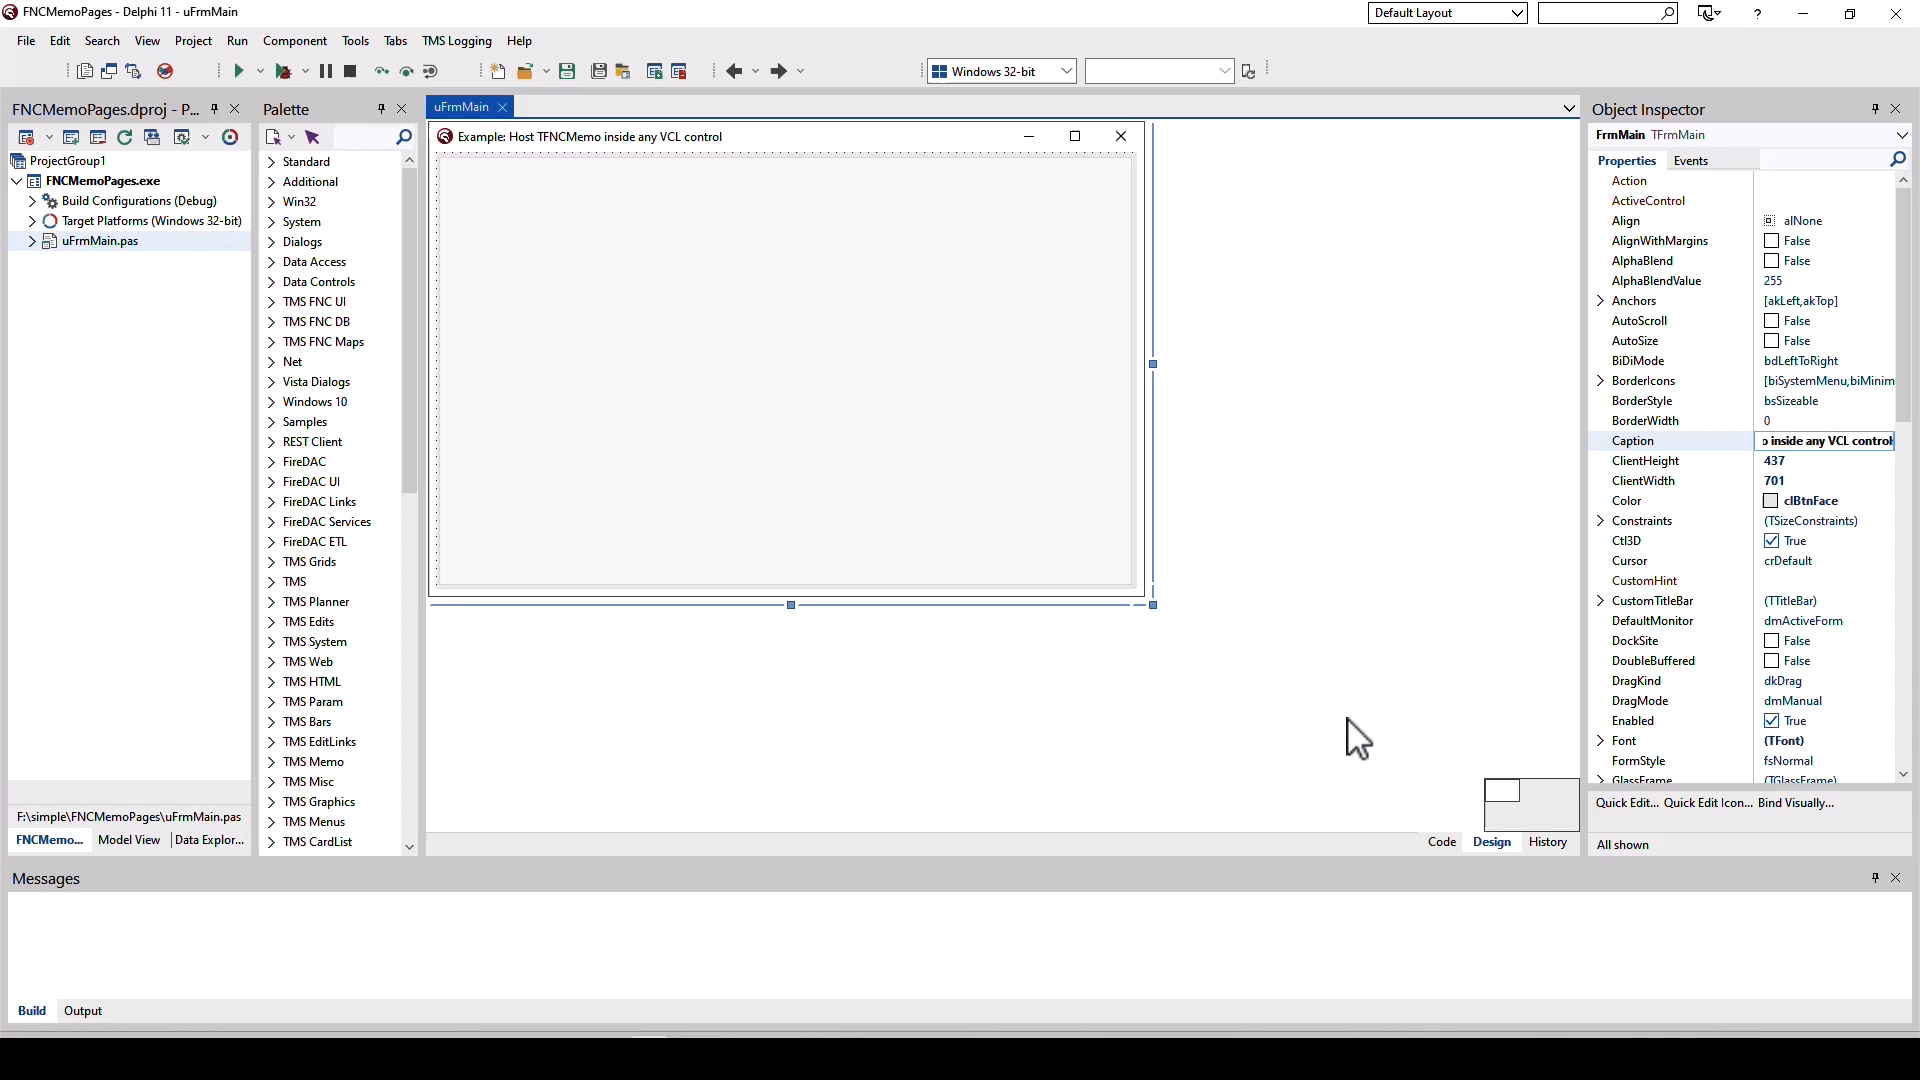 FNCMemoPages - Delphi 11 - uFrmMain
Default Layout
?
File Edit Search View Project Run Component Tools Tabs TMS Logging Help
Windows 32-bit
FNCMemoPages.dproj - P...
ProjectGroup1
FNCMemoPages.exe
Build Configurations (Debug)
Target Platforms (Windows 32-bit)
uFrmMain.pas
F:\simple\FNCMemoPages\uFrmMain.pas
FNCMemo... Model View Data Explor...
Palette
Standard
Additional
Win32
System
Dialogs
Data Access
Data Controls
TMS FNC UI
TMS FNC DB
TMS FNC Maps
Net
Vista Dialogs
Windows 10
Samples
REST Client
FireDAC
FireDAC UI
FireDAC Links
FireDAC Services
FireDAC ETL
TMS Grids
TMS
TMS Planner
TMS Edits
TMS System
TMS Web
TMS HTML
TMS Param
TMS Bars
TMS EditLinks
TMS Memo
TMS Misc
TMS Graphics
TMS Menus
TMS CardList
uFrmMain
Example: Host TFNCMemo inside any VCL control
Code Design History
Object Inspector
FrmMain TFrmMain
Properties Events
Action
ActiveControl
Align alNone
AlignWithMargins False
AlphaBlend False
AlphaBlendValue 255
Anchors [akLeft,akTop]
AutoScroll False
AutoSize False
BiDiMode bdLeftToRight
BorderIcons [biSystemMenu,biMinim
BorderStyle bsSizeable
BorderWidth 0
Caption o inside any VCL control
ClientHeight 437
ClientWidth 701
Color clBtnFace
Constraints (TSizeConstraints)
Ctl3D True
Cursor crDefault
CustomHint
CustomTitleBar (TTitleBar)
DefaultMonitor dmActiveForm
DockSite False
DoubleBuffered False
DragKind dkDrag
DragMode dmManual
Enabled True
Font (TFont)
FormStyle fsNormal
GlassFrame (TGlassFrame)
Quick Edit... Quick Edit Icon... Bind Visually...
All shown
Messages
Build Output